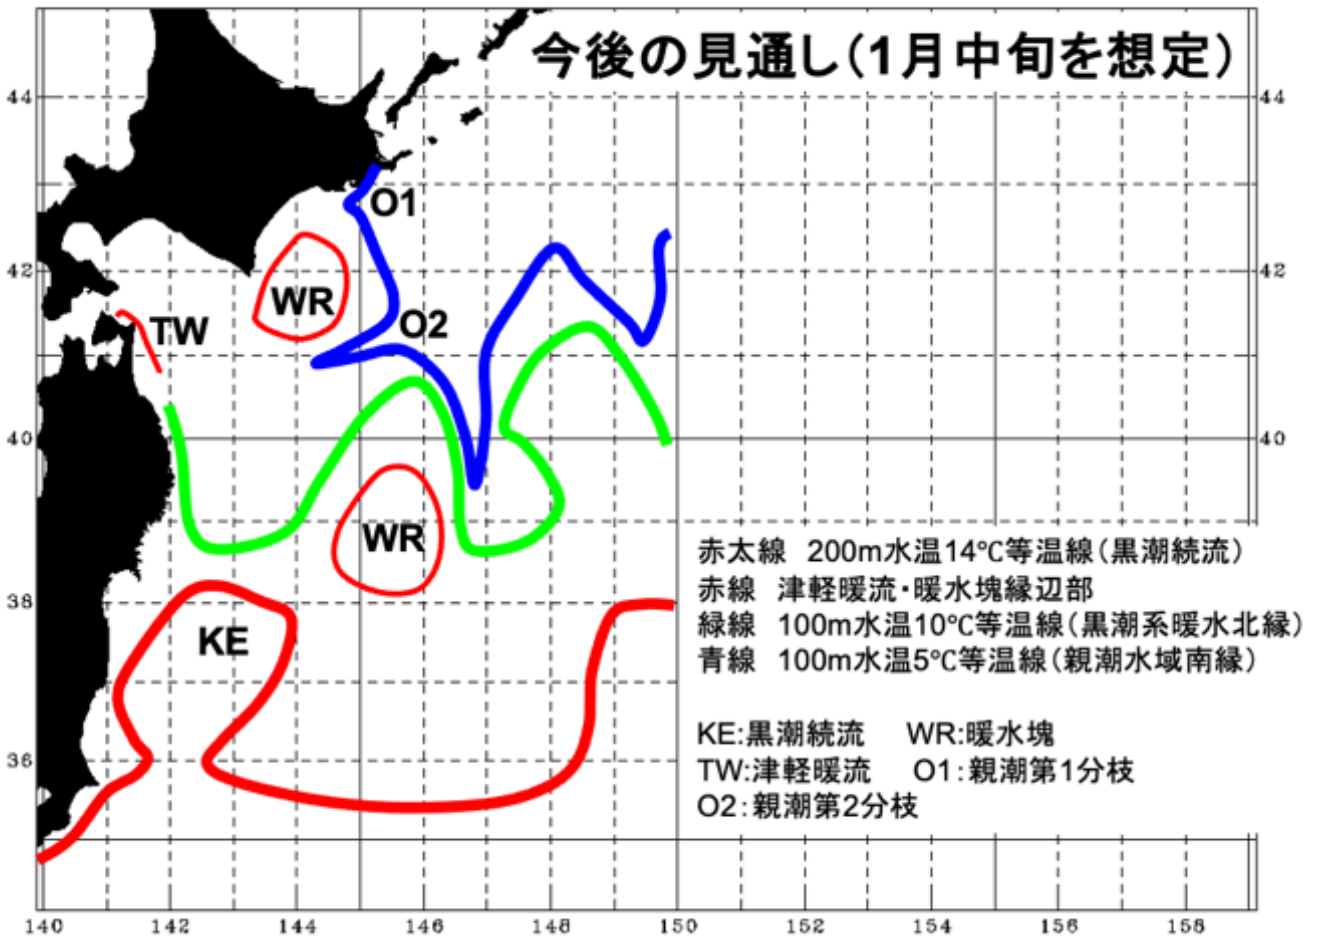 今後の見通し(1月中旬を想定)
44
44
O1
42
42
WR
O2
TW
40
40
WR
赤太線 200m水温14℃等温線(黒潮続流)
赤線 津軽暖流・暖水塊縁辺部
38
緑線 100m水温10℃等温線(黒潮系暖水北縁)
KE
青線 100m水温5℃等温線(親潮水域南縁)
KE:黒潮続流 WR:暖水塊
36
TW:津軽暖流 O1:親潮第1分枝
O2:親潮第2分枝
140 142 144 146 148 150 152 154 156 158